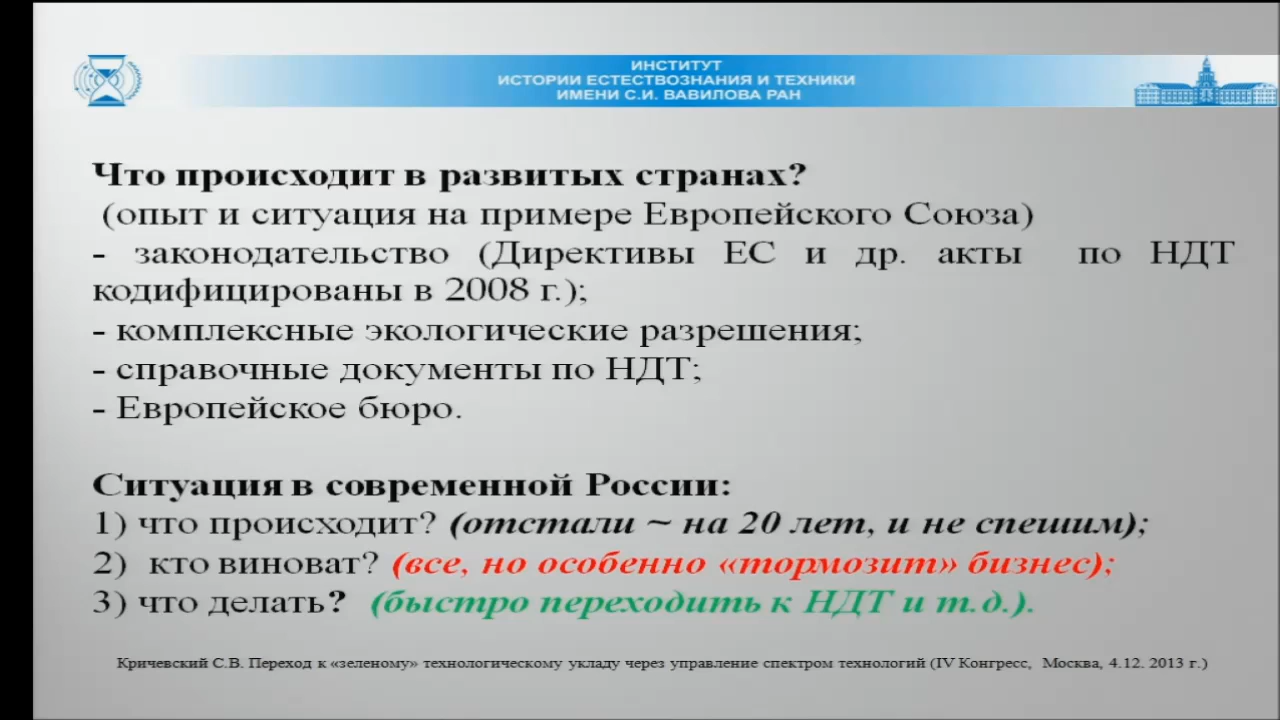 ИНСТИТУТ
ИСТОРИИ ЕСТЕСТВОЗНАНИЯ И ТЕХНИКИ
ИМЕНИ С.И. ВАВИЛОВА РАН
Что происходит в развитых странах?
(опыт и ситуация на примере Европейского Союза)
- законодательство (Директивы ЕС и др. акты по НДТ
кодифицированы в 2008 г.);
- комплексные экологические разрешения;
- справочные документы по НДТ;
- Европейское бюро.
Ситуация в современной России:
1) что происходит? (отстали ~ на 20 лет, и не спешим);
2) кто виноват? (все, но особенно «тормозит» бизнес);
3) что делать? (быстро переходить к НДТ и т.д.).
Кричевский С.В. Переход к «зеленому» технологическому укладу через управление спектром технологий (IV Конгресс, Москва, 4.12. 2013 г.)